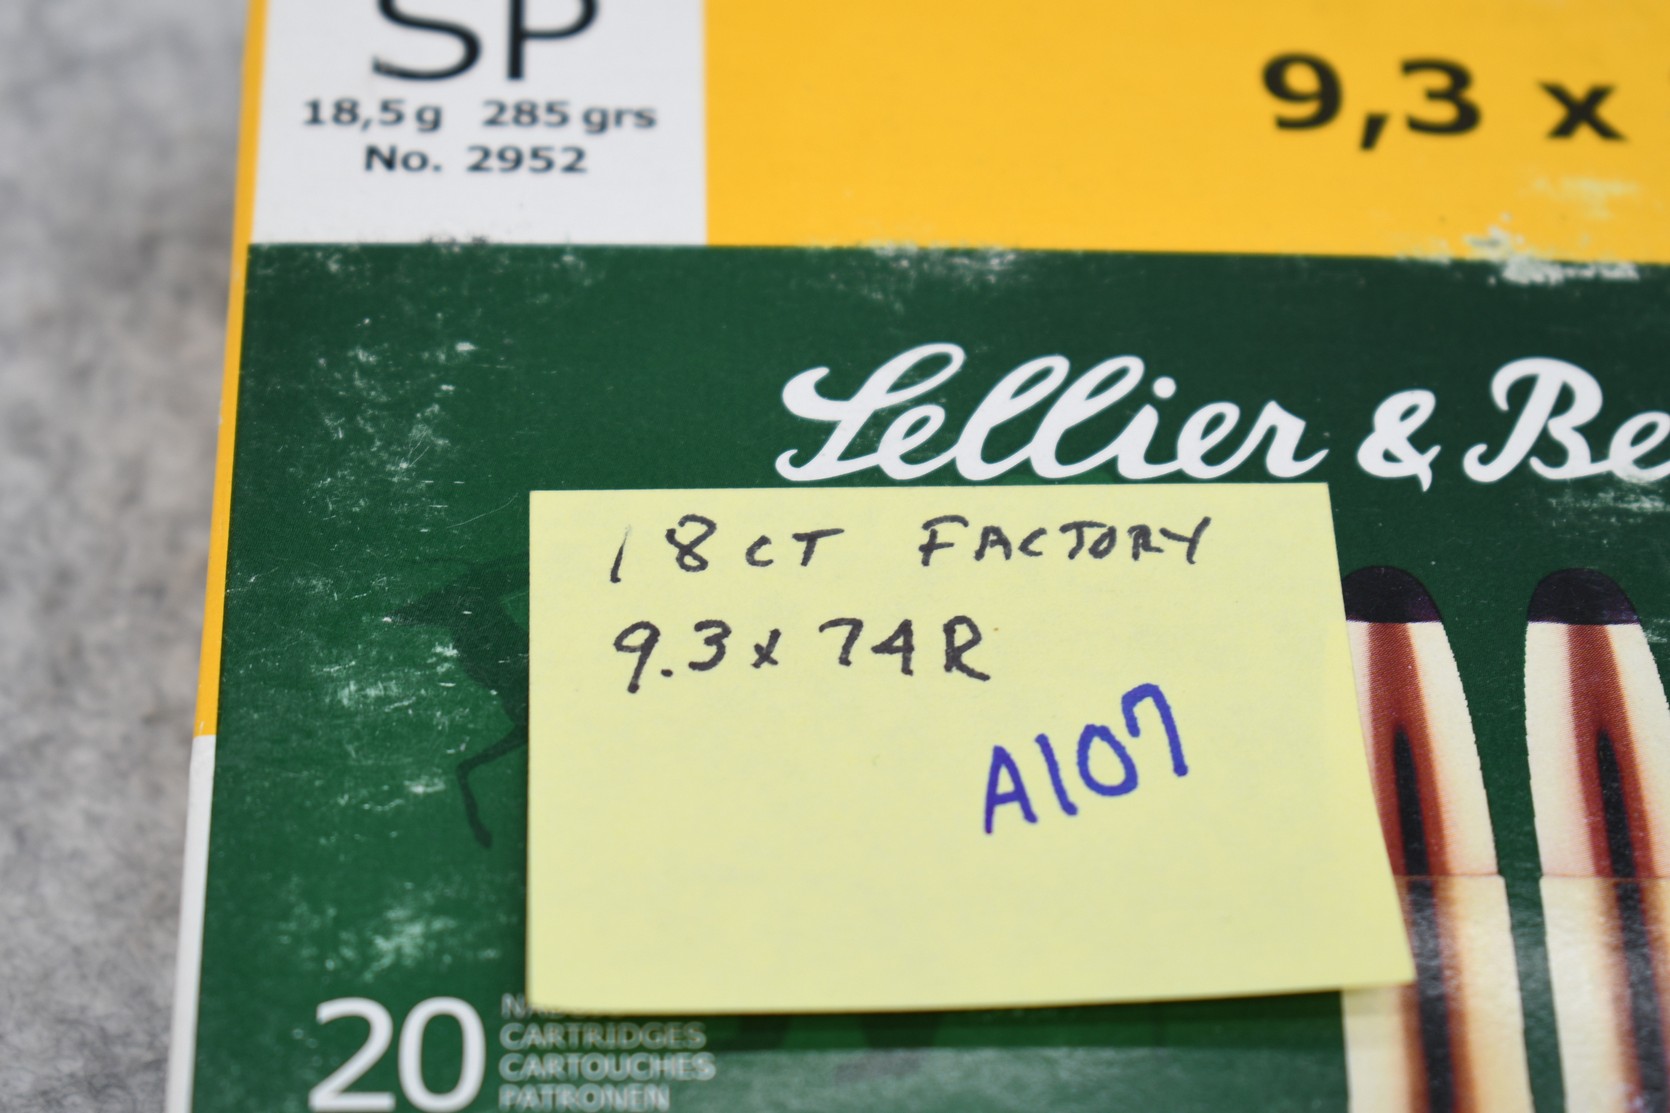 SP
18,5 g 285 grs
No. 2952
9,3 x
Sellier & Be
18 CT FACTORY
9.3 x 74R
A107
20
CARTRIDGES
CARTOUCHES
PATRONEN